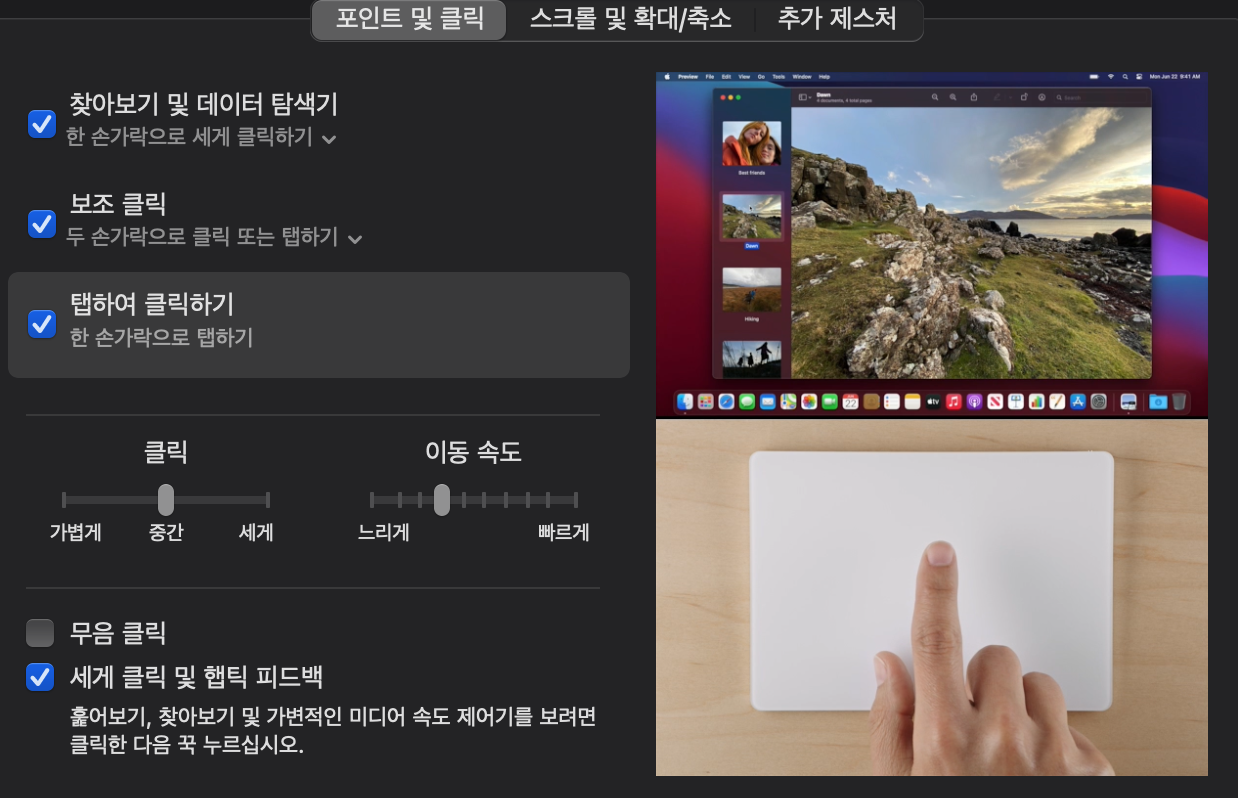 포인트 및 클릭
스크롤 및 확대/축소
추가 제스처
찾아보기 및 데이터 탐색기
한 손가락으로 세게 클릭하기
보조 클릭
두 손가락으로 클릭 또는 탭하기
탭하여 클릭하기
한 손가락으로 탭하기
클릭
가볍게 중간 세게
이동 속도
느리게 빠르게
무음 클릭
세게 클릭 및 햅틱 피드백
훑어보기, 찾아보기 및 가변적인 미디어 속도 제어기를 보려면
클릭한 다음 꾹 누르십시오.
Preview File Edit View Go Tools Window Help
Mon Jun 22 9:41 AM
Dawn
4 documents, 4 total pages
Search
Best friends
Dawn
Hiking
22
tv